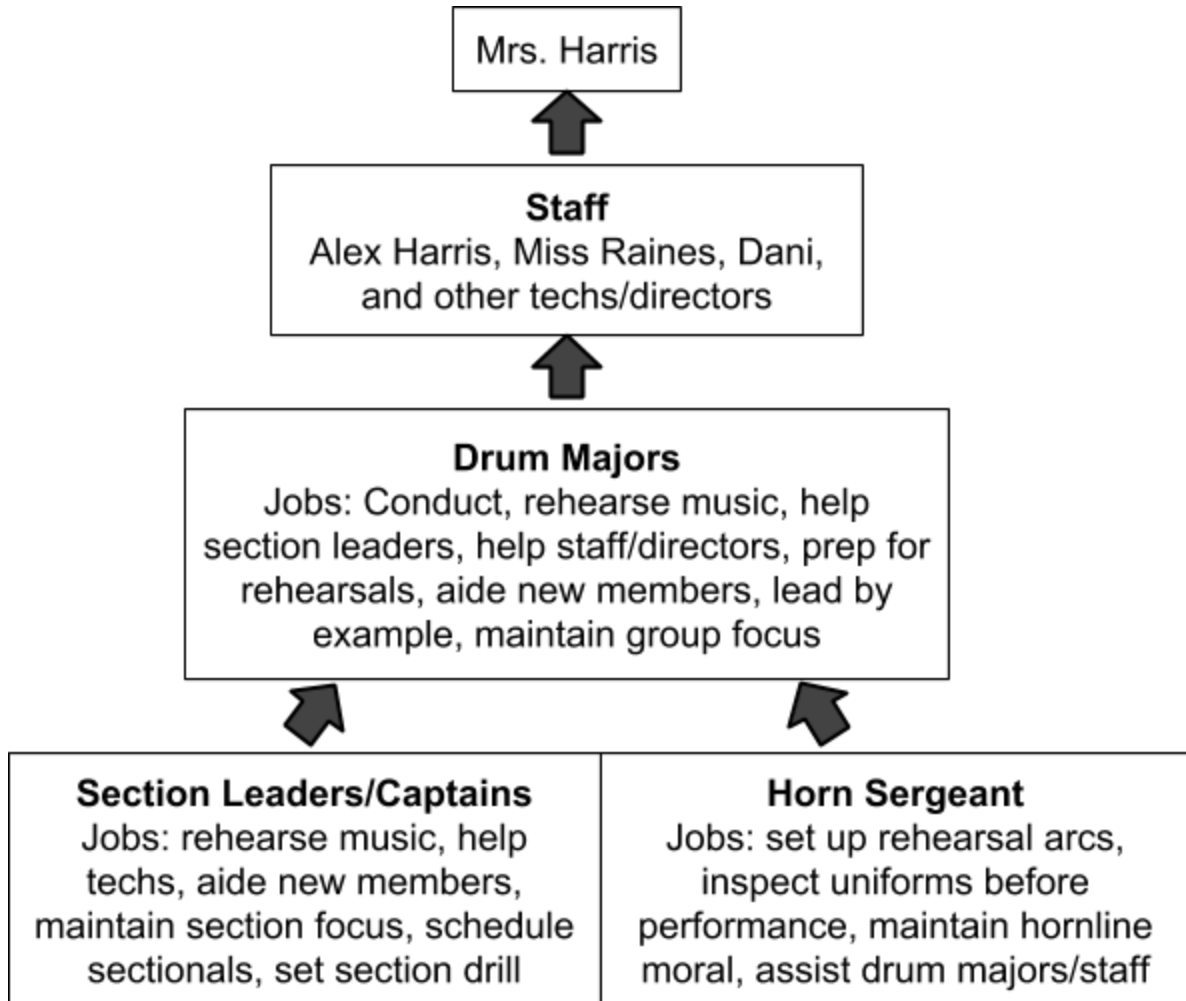 Mrs. Harris
Staff
Alex Harris, Miss Raines, Dani,
and other techs/directors
Drum Majors
Jobs: Conduct, rehearse music, help
section leaders, help staff/directors, prep for
rehearsals, aide new members, lead by
example, maintain group focus
Section Leaders/Captains
Jobs: rehearse music, help
techs, aide new members,
maintain section focus, schedule
sectionals, set section drill
Horn Sergeant
Jobs: set up rehearsal arcs,
inspect uniforms before
performance, maintain hornline
moral, assist drum majors/staff